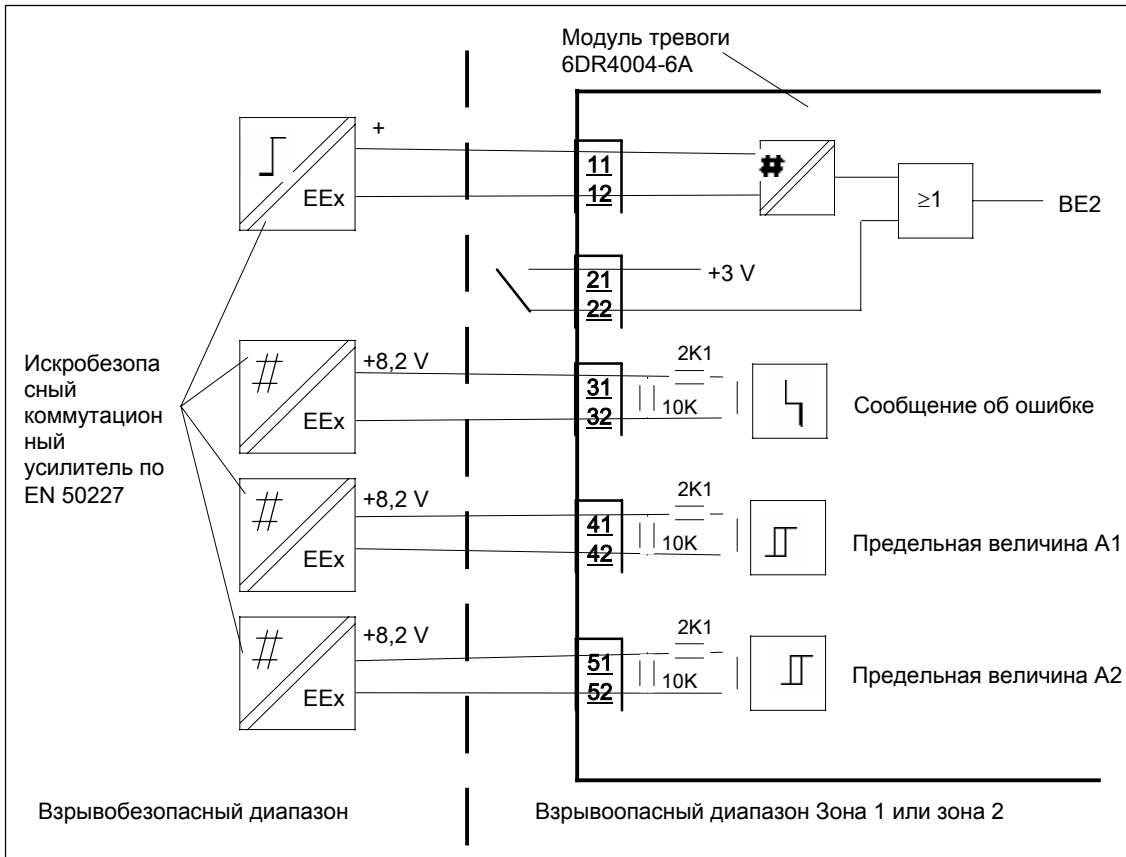 Модуль тревоги
6DR4004-6A
+
EEx
11
12
≥1
BE2
21
22
+3 V
Искробезопа
сный
коммутацион
ный
усилитель по
EN 50227
+8,2 V
EEx
31
32
2K1
10K
Сообщение об ошибке
+8,2 V
EEx
41
42
2K1
10K
Предельная величина А1
+8,2 V
EEx
51
52
2K1
10K
Предельная величина А2
Взрывобезопасный диапазон
Взрывоопасный диапазон Зона 1 или зона 2